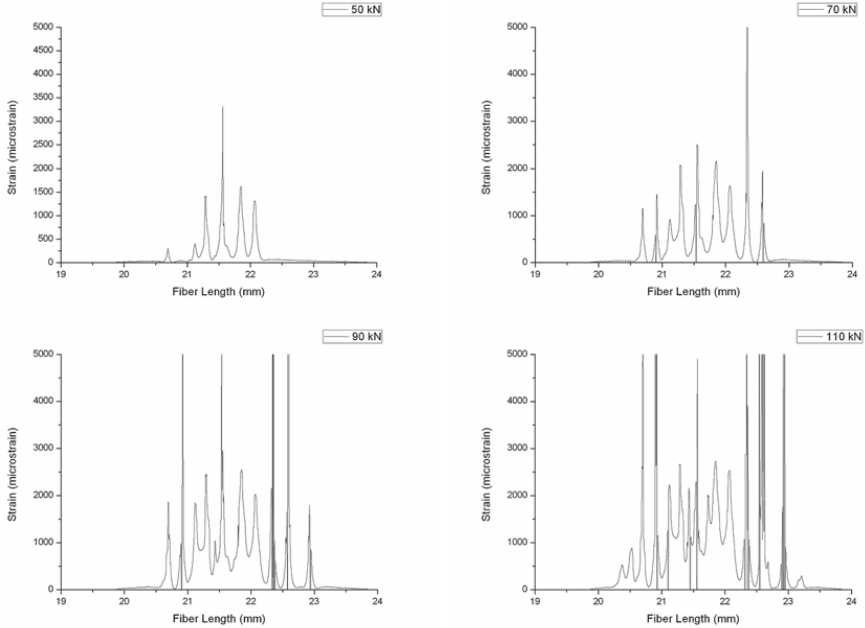 50 kN
5000
4500
4000
3500
3000
2500
2000
1500
1000
500
0
Strain (microstrain)
19 20 21 22 23 24
Fiber Length (mm)
70 kN
5000
4000
3000
2000
1000
0
Strain (microstrain)
19 20 21 22 23 24
Fiber Length (mm)
90 kN
5000
4000
3000
2000
1000
0
Strain (microstrain)
19 20 21 22 23 24
Fiber Length (mm)
110 kN
5000
4000
3000
2000
1000
0
Strain (microstrain)
19 20 21 22 23 24
Fiber Length (mm)